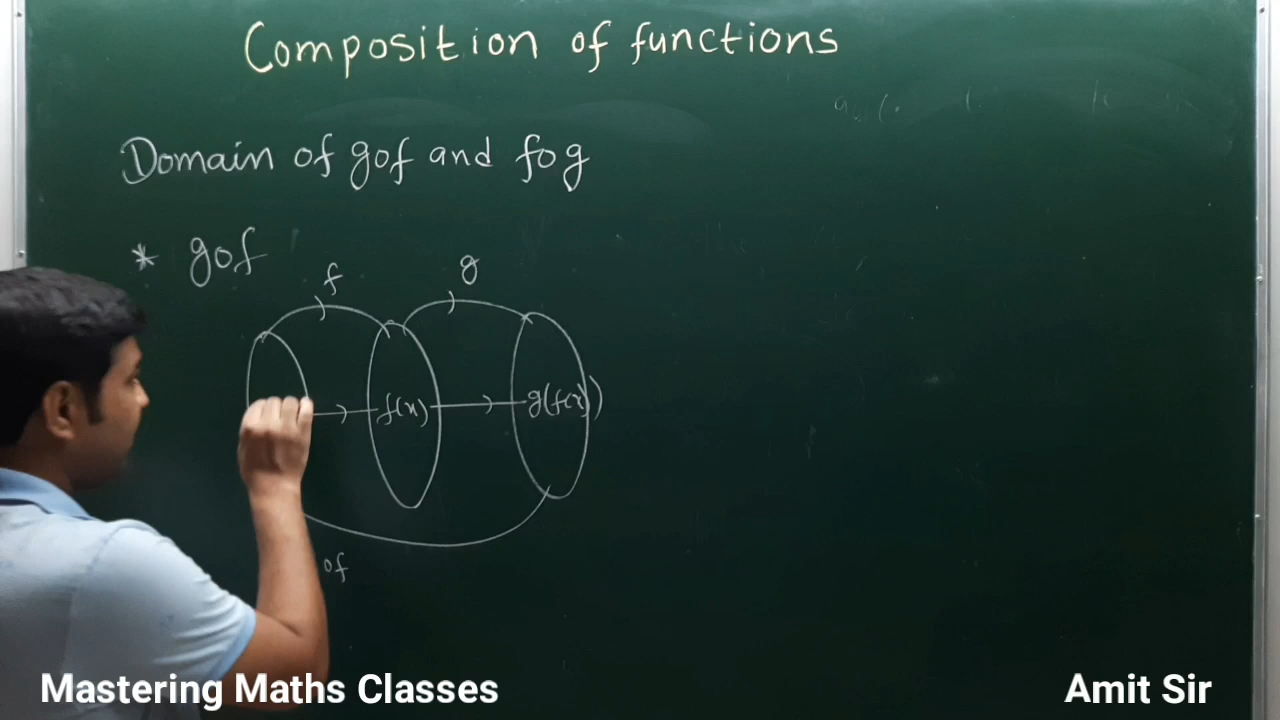 Composition of functions
Domain of gof and fog
* gof
f g
f(x) g(f(x))
of
Mastering Maths Classes
Amit Sir